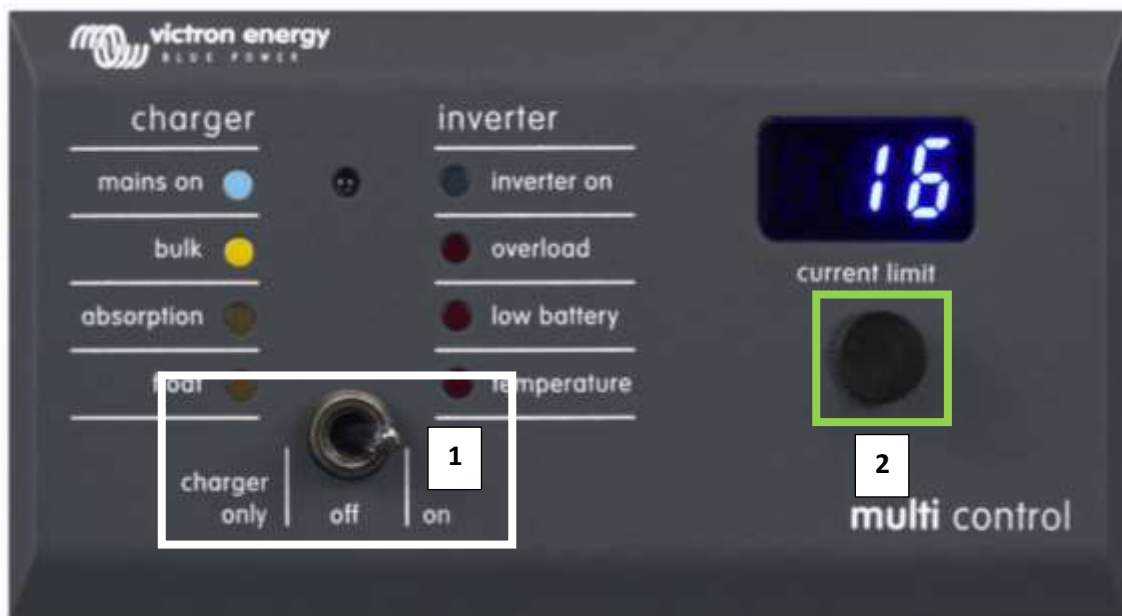 victron energy
BLUE POWER
charger
mains on
bulk
absorption
float
inverter
inverter on
overload
low battery
temperature
16
current limit
1
charger only
off
on
2
multi control